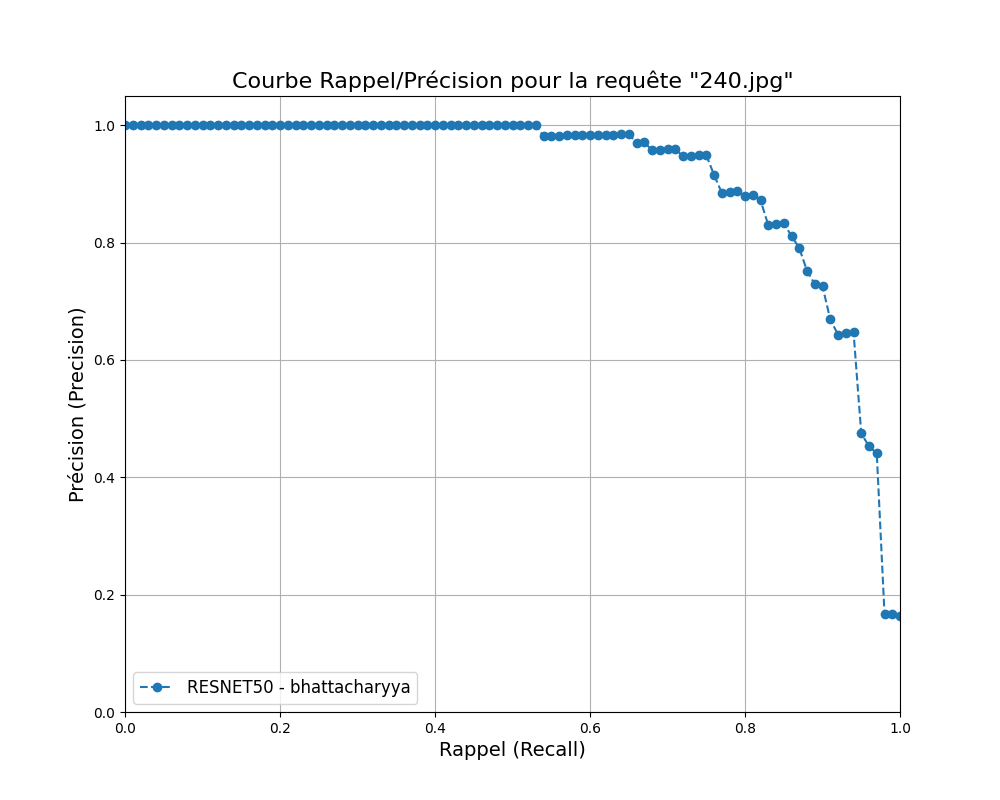 Courbe Rappel/Précision pour la requête "240.jpg"
1.0
0.8
0.6
0.4
0.2
0.0
Précision (Precision)
RESNET50 - bhattacharyya
0.0 0.2 0.4 0.6 0.8 1.0
Rappel (Recall)